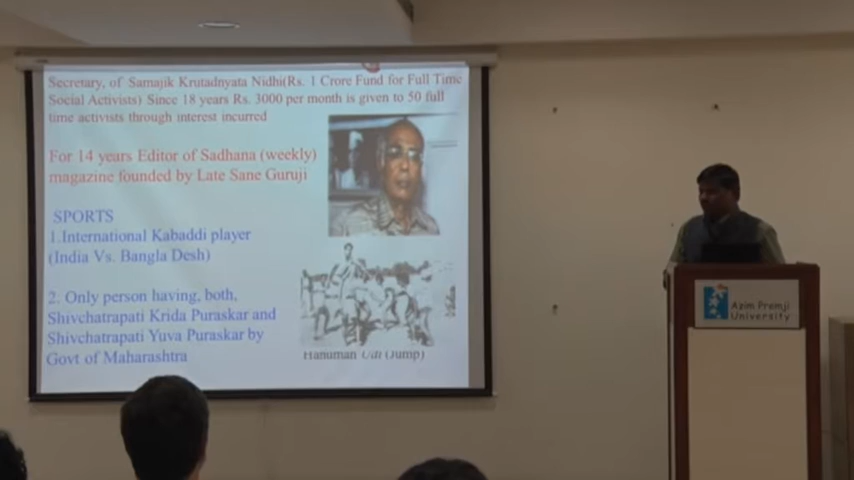 Secretary, of Samajik Krutadnyata Nidhi(Rs. 1 Crore Fund for Full Time
Social Activists) Since 18 years Rs. 3000 per month is given to 50 full
time activists through interest incurred
For 14 years Editor of Sadhana (weekly)
magazine founded by Late Sane Guruji
SPORTS
1.International Kabaddi player
(India Vs. Bangla Desh)
2. Only person having, both,
Shivchatrapati Krida Puraskar and
Shivchatrapati Yuva Puraskar by
Govt of Maharashtra
Hanuman Udi (Jump)
Azim Premji
University